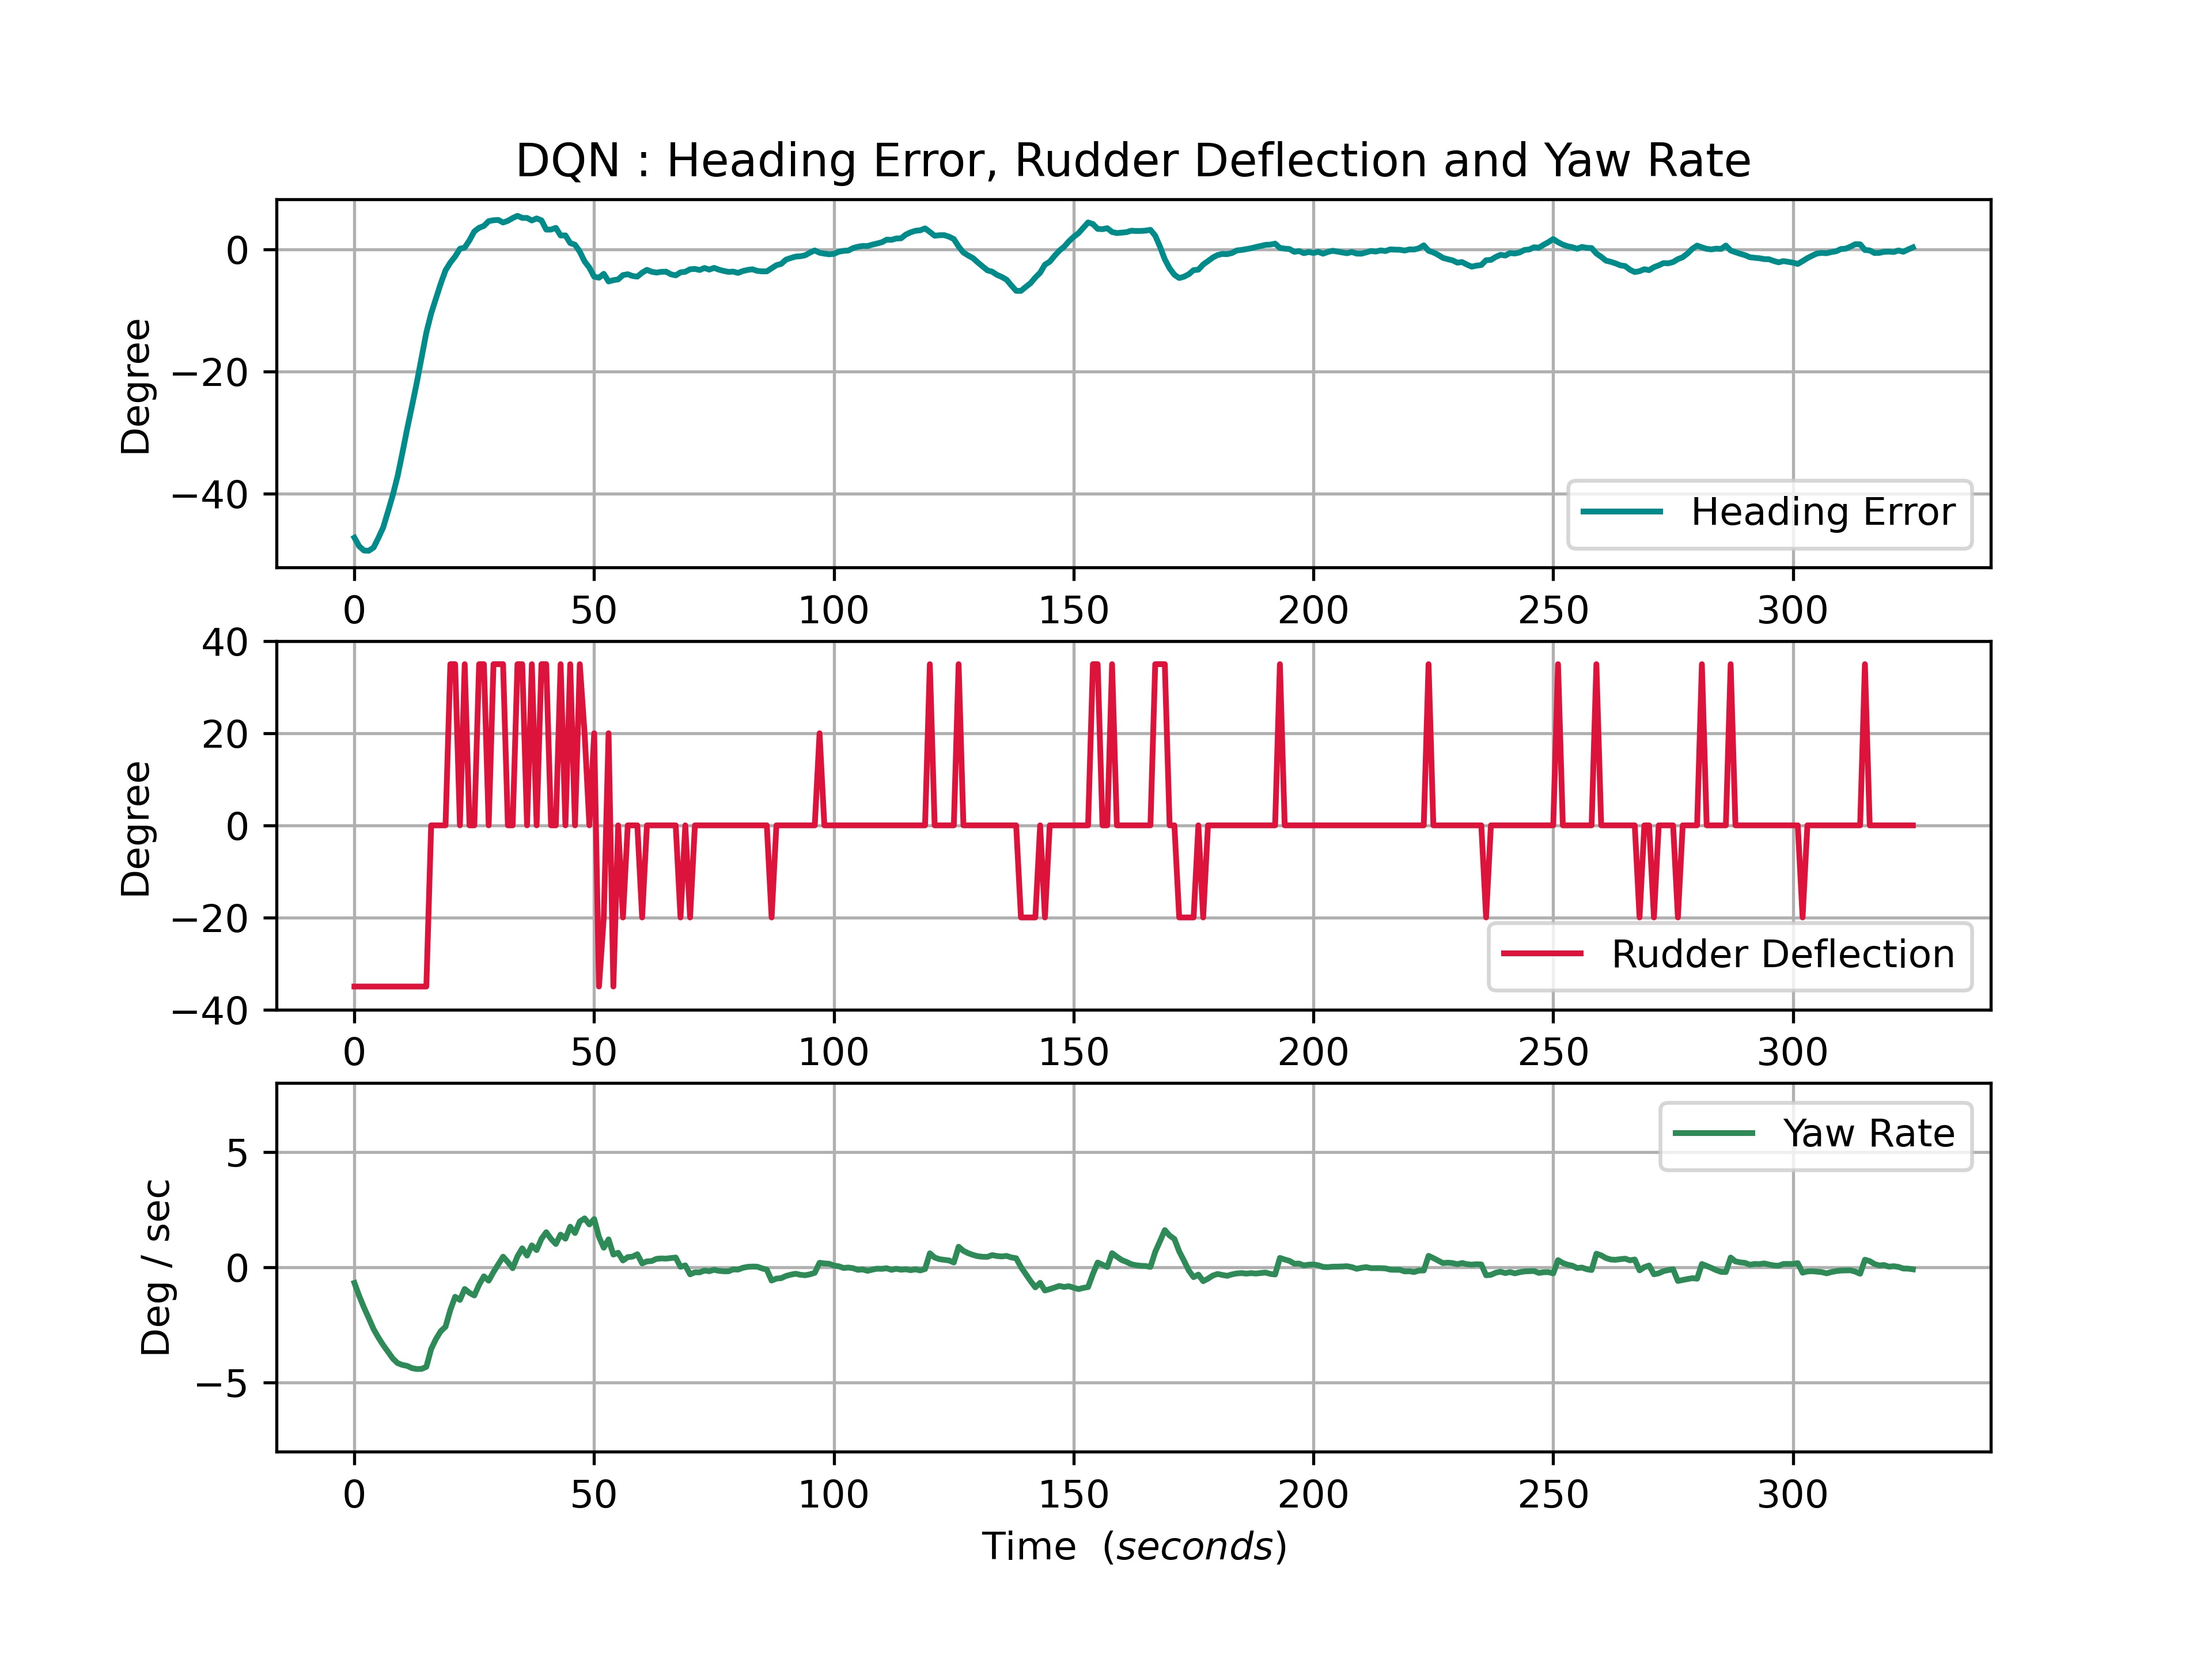 DQN : Heading Error, Rudder Deflection and Yaw Rate
0
−20
−40
Degree
Heading Error
0 50 100 150 200 250 300
40
20
0
−20
−40
Degree
Rudder Deflection
0 50 100 150 200 250 300
5
0
−5
Deg / sec
Yaw Rate
0 50 100 150 200 250 300
Time (seconds)